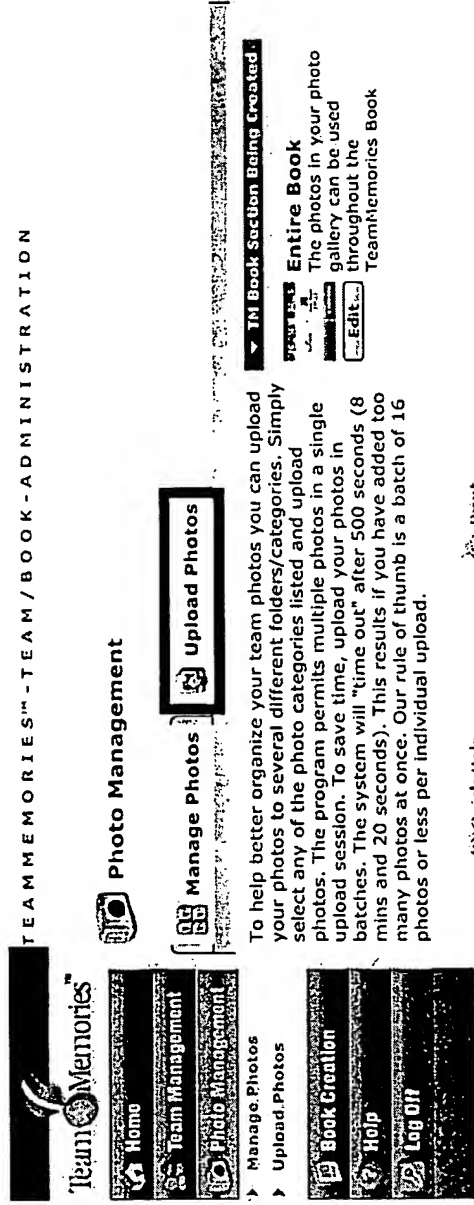 TEAMMEMORIES™-TEAM/BOOK-ADMINISTRATION
TeamMemories™
Home
Team Management
Photo Management
Manage Photos
Upload Photos
Book Creation
Help
Log Off
Photo Management
Manage Photos
Upload Photos
To help better organize your team photos you can upload
your photos to several different folders/categories. Simply
select any of the photo categories listed and upload
photos. The program permits multiple photos in a single
upload session. To save time, upload your photos in
batches. The system will "time out" after 500 seconds (8
mins and 20 seconds). This results if you have added too
many photos at once. Our rule of thumb is a batch of 16
photos or less per individual upload.
TM Book Section Being Created
Entire Book
The photos in your photo
gallery can be used
throughout the
TeamMemories Book
Edit